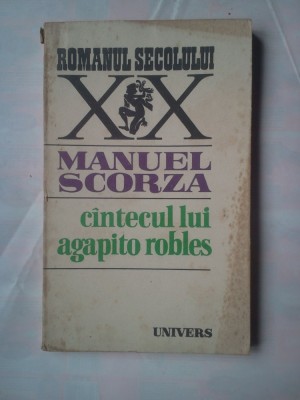 ROMANUL SECOLULUI
XX
MANUEL
SCORZA
cîntecul lui
agapito robles
UNIVERS